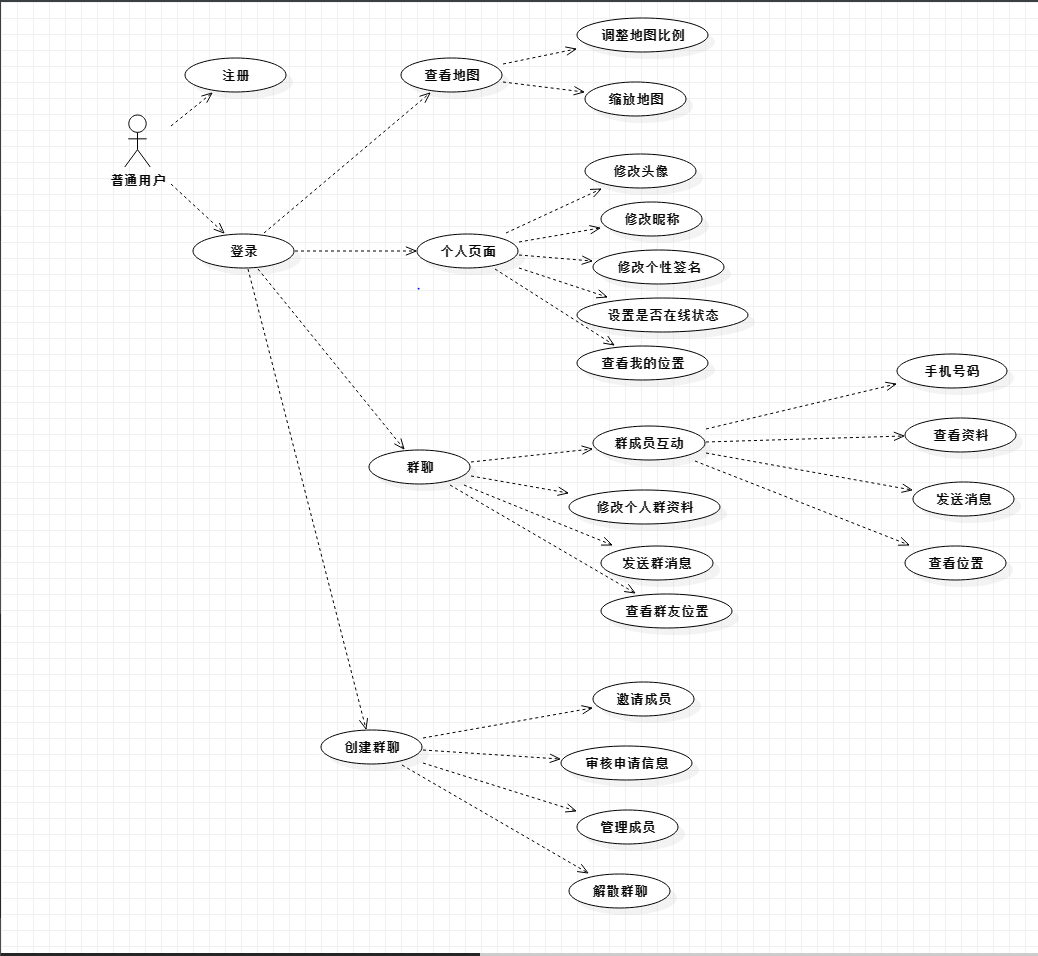 调整地图比例
注册
查看地图
缩放地图
普通用户
修改头像
修改昵称
登录
个人页面
修改个性签名
设置是否在线状态
查看我的位置
手机号码
群成员互动
查看资料
群聊
发送消息
修改个人群资料
发送群消息
查看位置
查看群友位置
邀请成员
创建群聊
审核申请信息
管理成员
解散群聊